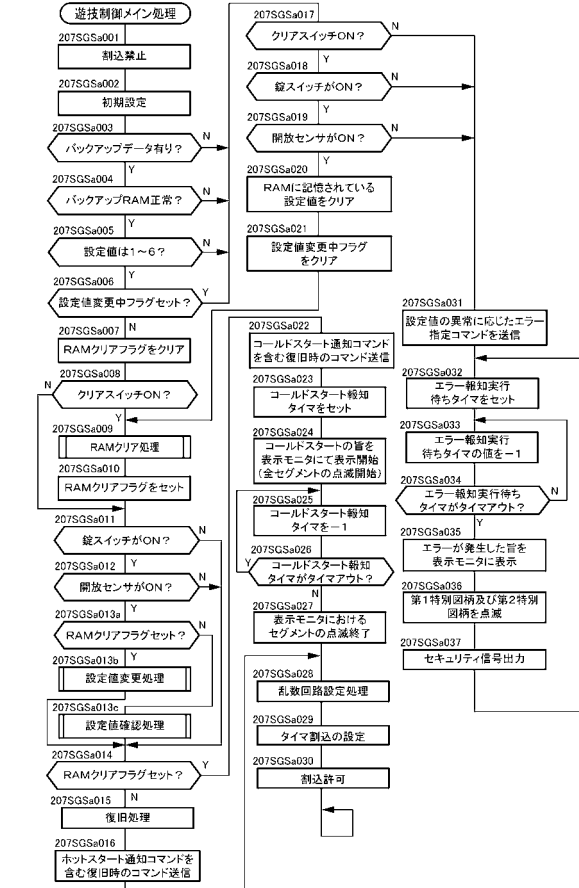 遊技制御メイン処理
207SGSa001
割込禁止
207SGSa002
初期設定
207SGSa003
バックアップデータ有り？
N
Y
207SGSa004
バックアップRAM正常？
N
Y
207SGSa005
設定値は1～6？
N
Y
207SGSa006
設定値変更中フラグセット？
Y
N
207SGSa007
RAMクリアフラグをクリア
207SGSa008
N
クリアスイッチON？
Y
207SGSa009
RAMクリア処理
207SGSa010
RAMクリアフラグをセット
207SGSa011
錠スイッチがON？
N
Y
207SGSa012
開放センサがON？
N
Y
207SGSa013a
RAMクリアフラグセット？
N
Y
207SGSa013b
設定値変更処理
207SGSa013c
設定値確認処理
207SGSa014
RAMクリアフラグセット？
Y
N
207SGSa015
復旧処理
207SGSa016
ホットスタート通知コマンドを
含む復旧時のコマンド送信
207SGSa017
クリアスイッチON？
N
Y
207SGSa018
錠スイッチがON？
N
Y
207SGSa019
開放センサがON？
N
Y
207SGSa020
RAMに記憶されている
設定値をクリア
207SGSa021
設定値変更中フラグ
をクリア
207SGSa022
コールドスタート通知コマンド
を含む復旧時のコマンド送信
207SGSa023
コールドスタート報知
タイマをセット
207SGSa024
コールドスタートの旨を
表示モニタにて表示開始
（全セグメントの点滅開始）
207SGSa025
コールドスタート報知
タイマを－1
207SGSa026
Y
コールドスタート報知
タイマがタイマアウト？
N
207SGSa027
表示モニタにおける
セグメントの点滅終了
207SGSa028
乱数回路設定処理
207SGSa029
タイマ割込の設定
207SGSa030
割込許可
207SGSa031
設定値の異常に応じたエラー
指定コマンドを送信
207SGSa032
エラー報知実行
待ちタイマをセット
207SGSa033
エラー報知実行
待ちタイマの値を－1
207SGSa034
エラー報知実行待ち
タイマがタイマアウト？
N
Y
207SGSa035
エラーが発生した旨を
表示モニタに表示
207SGSa036
第1特別図柄及び第2特別
図柄を点滅
207SGSa037
セキュリティ信号出力